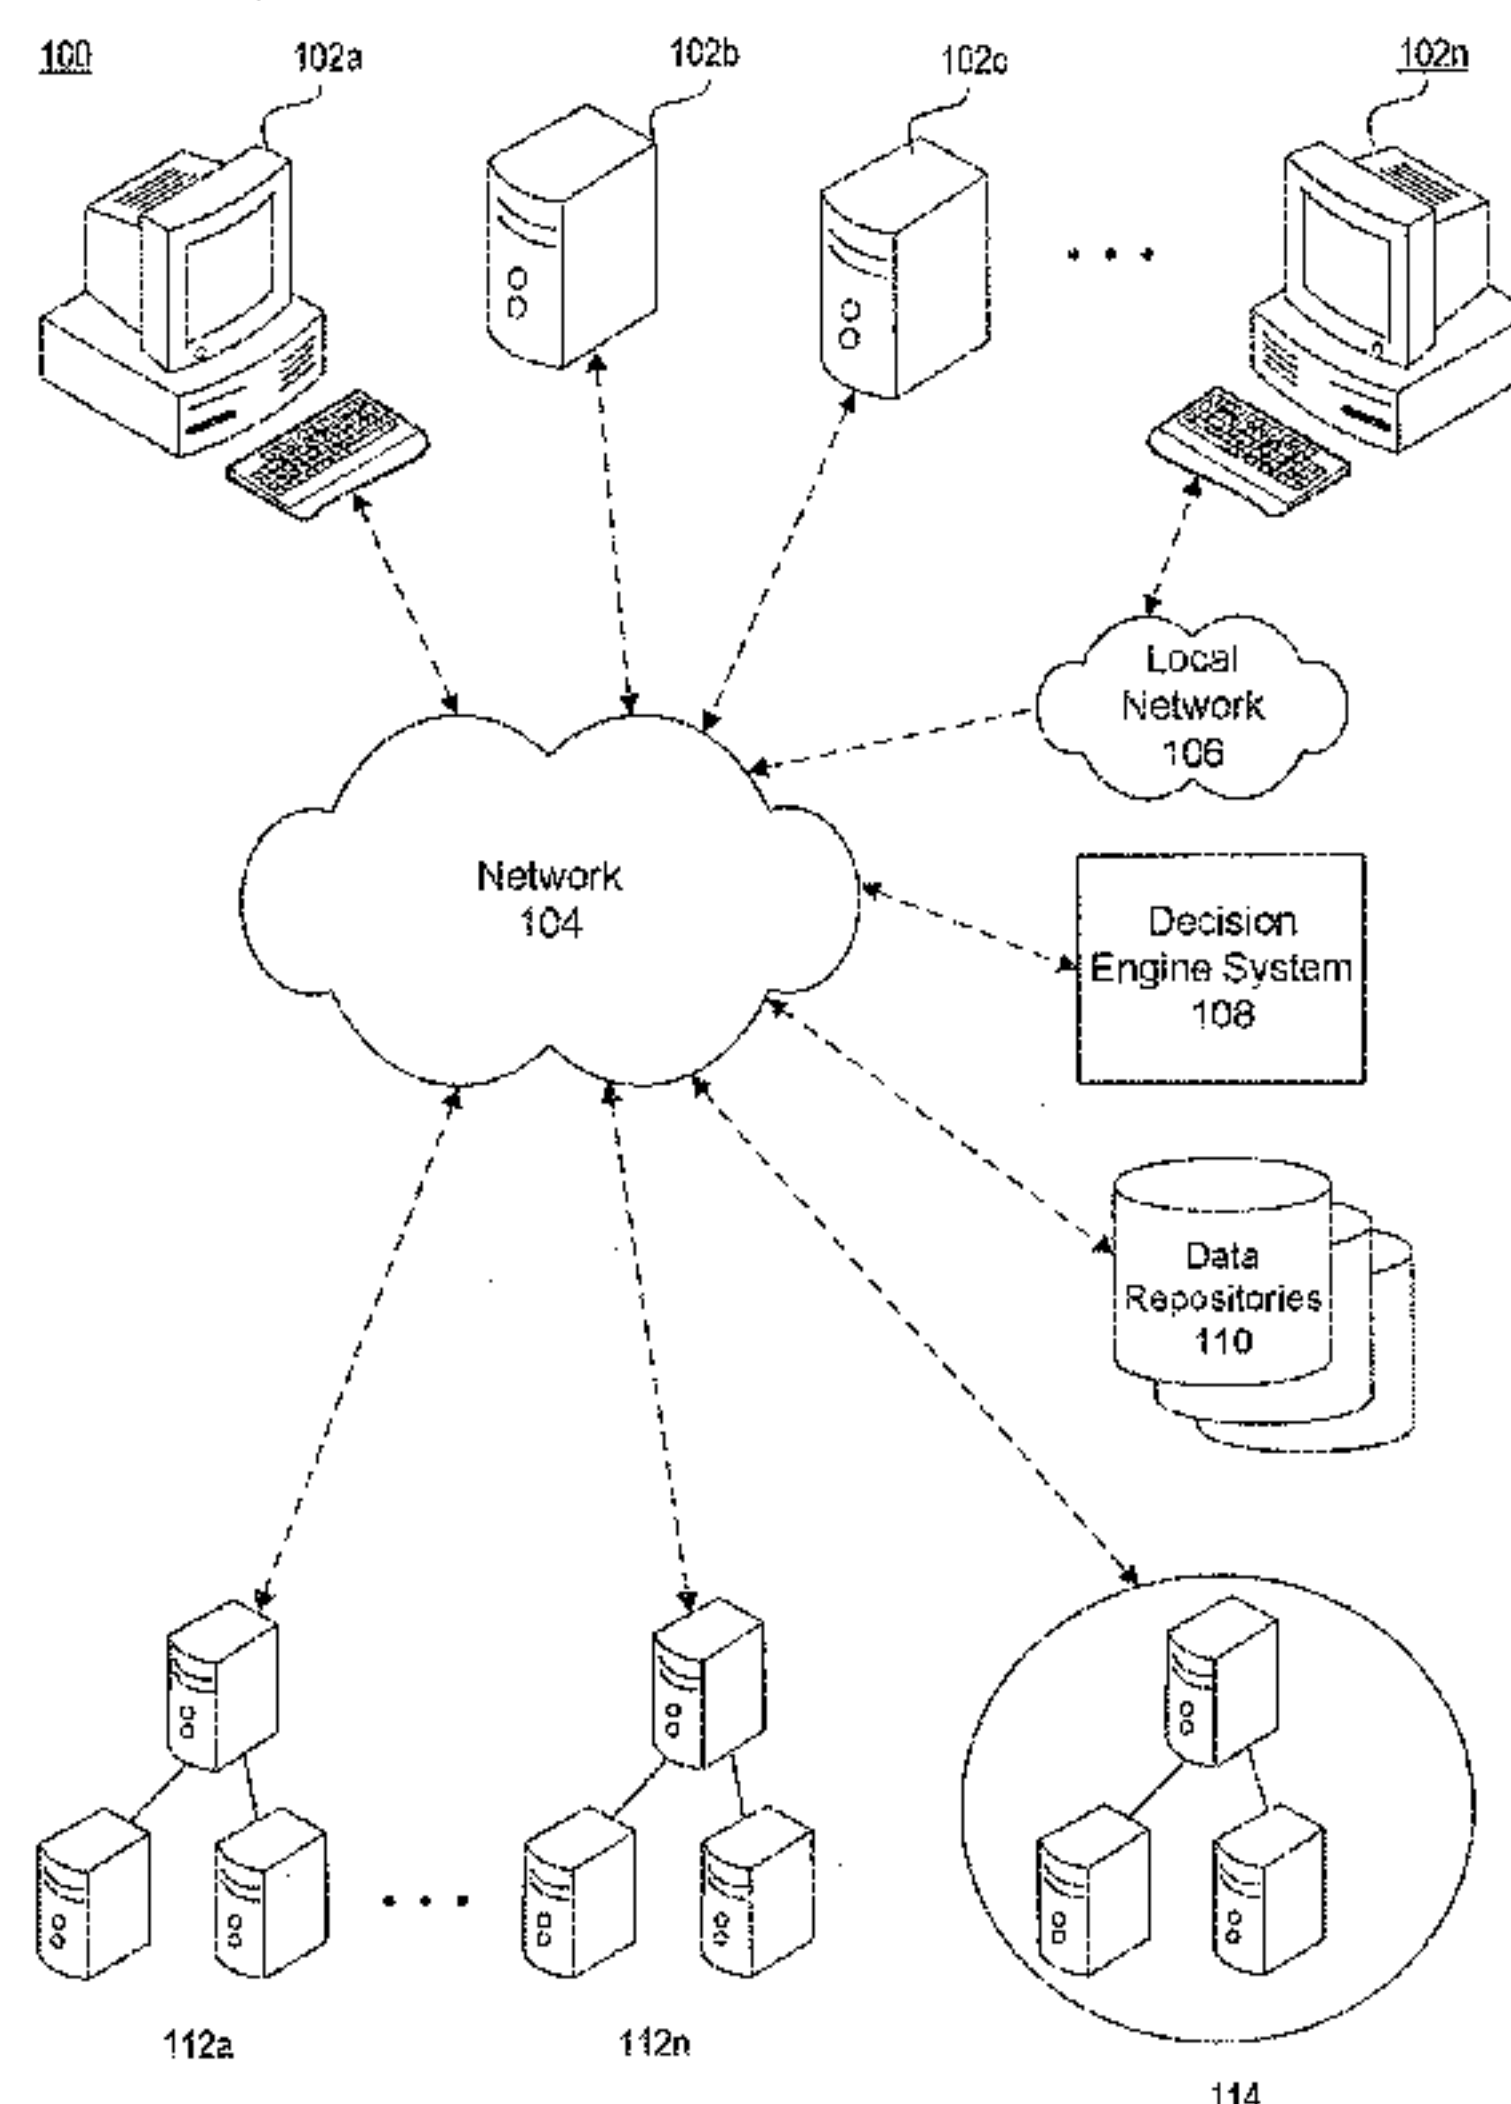 100
102a
102b
102c
102n
Local
Network
106
Network
104
Decision
Engine System
108
Data
Repositories
110
112a
112n
114